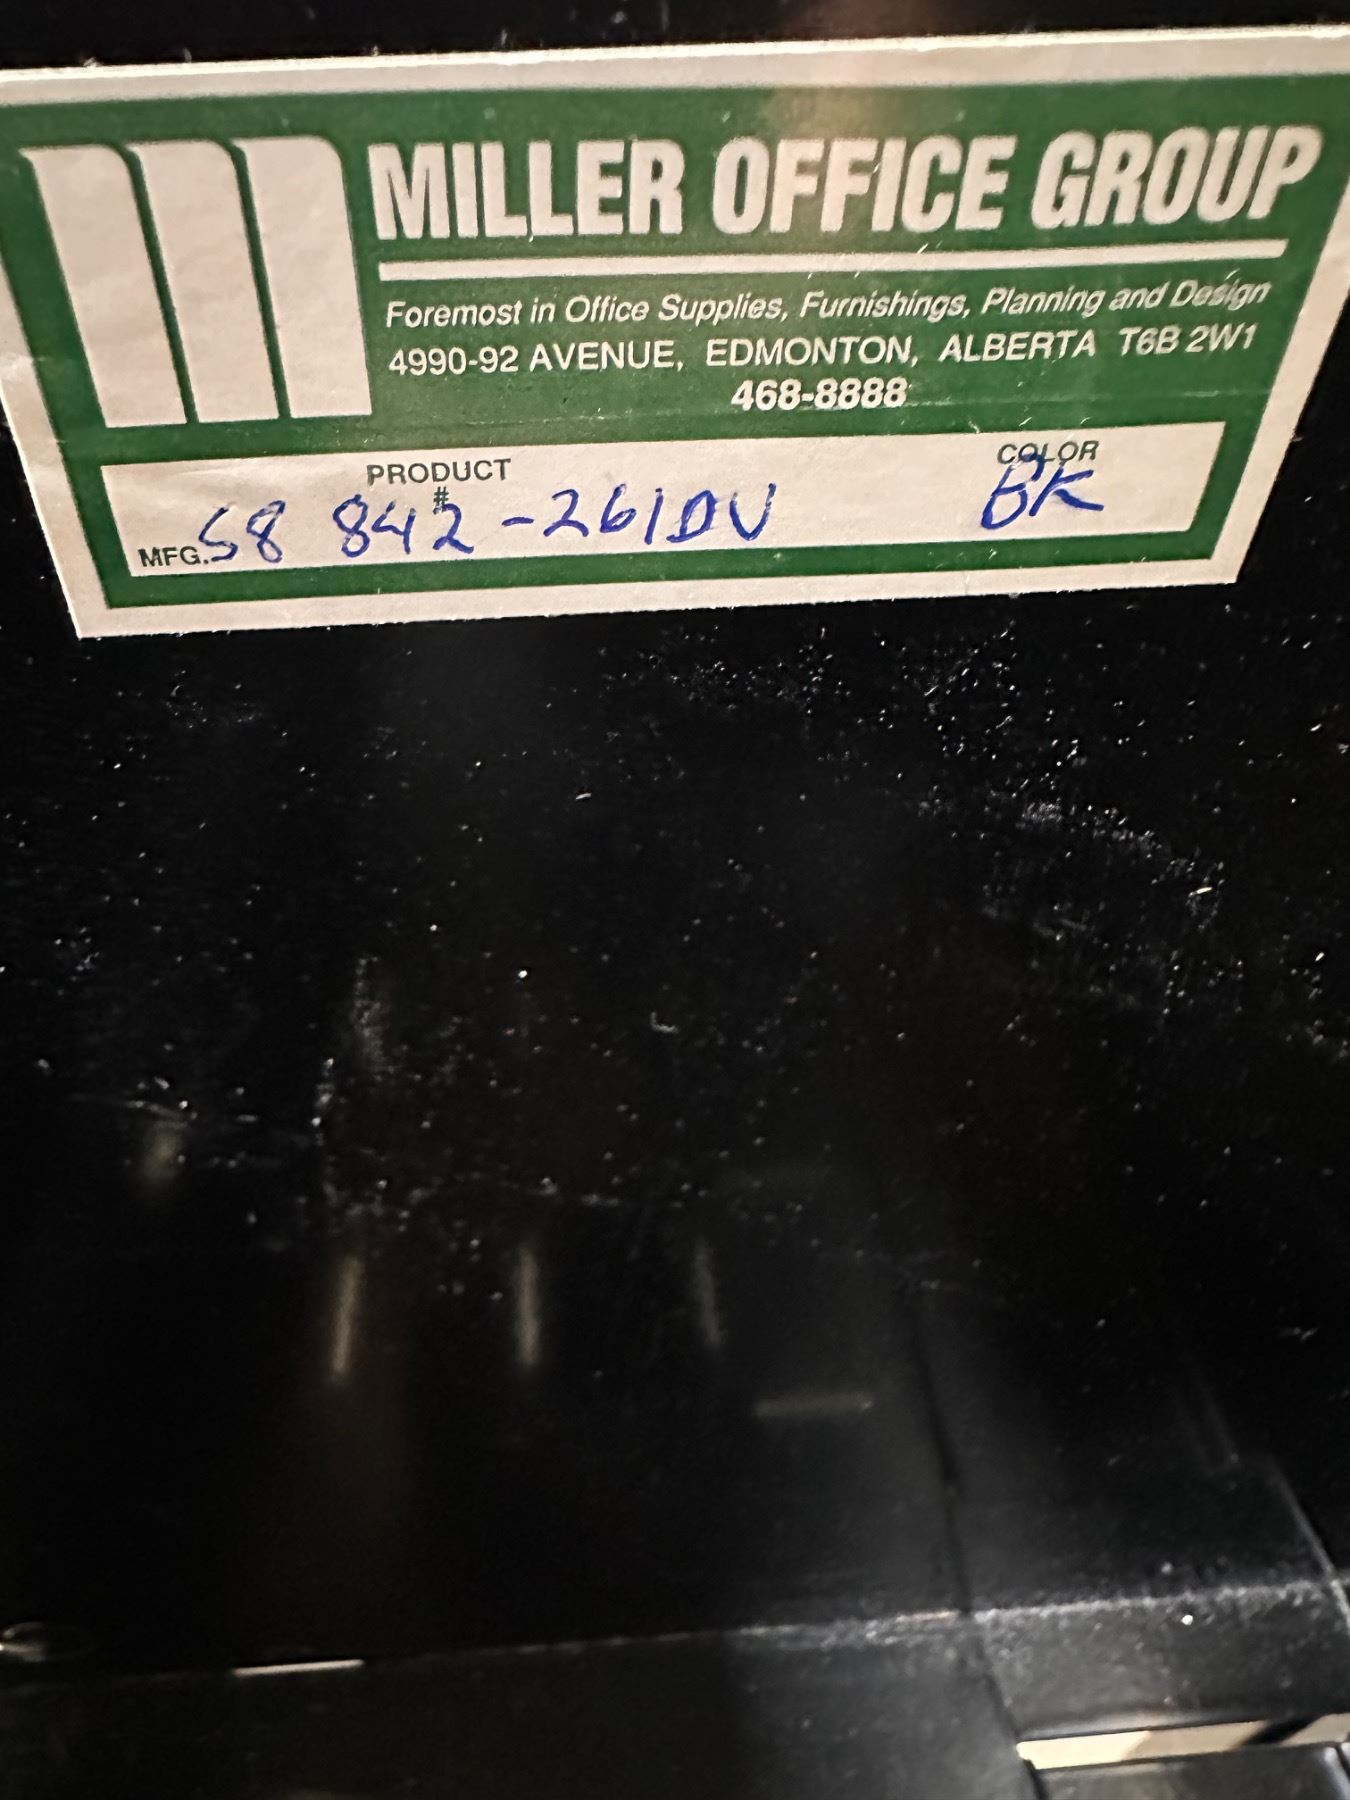 MILLER OFFICE GROUP
Foremost in Office Supplies, Furnishings, Planning and Design
4990-92 AVENUE, EDMONTON, ALBERTA T6B 2W1
468-8888
PRODUCT # COLOR
MFG. 58 842-261DV BK